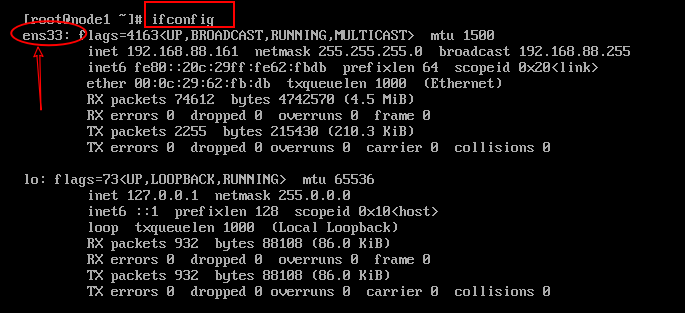 [root@node1 ~]# ifconfig
ens33: flags=4163<UP,BROADCAST,RUNNING,MULTICAST>  mtu 1500
        inet 192.168.88.161  netmask 255.255.255.0  broadcast 192.168.88.255
        inet6 fe80::20c:29ff:fe62:fbdb  prefixlen 64  scopeid 0x20<link>
        ether 00:0c:29:62:fb:db  txqueuelen 1000  (Ethernet)
        RX packets 74612  bytes 4742570 (4.5 MiB)
        RX errors 0  dropped 0  overruns 0  frame 0
        TX packets 2255  bytes 215430 (210.3 KiB)
        TX errors 0  dropped 0 overruns 0  carrier 0  collisions 0
lo: flags=73<UP,LOOPBACK,RUNNING>  mtu 65536
        inet 127.0.0.1  netmask 255.0.0.0
        inet6 ::1  prefixlen 128  scopeid 0x10<host>
        loop  txqueuelen 1000  (Local Loopback)
        RX packets 932  bytes 88108 (86.0 KiB)
        RX errors 0  dropped 0  overruns 0  frame 0
        TX packets 932  bytes 88108 (86.0 KiB)
        TX errors 0  dropped 0 overruns 0  carrier 0  collisions 0